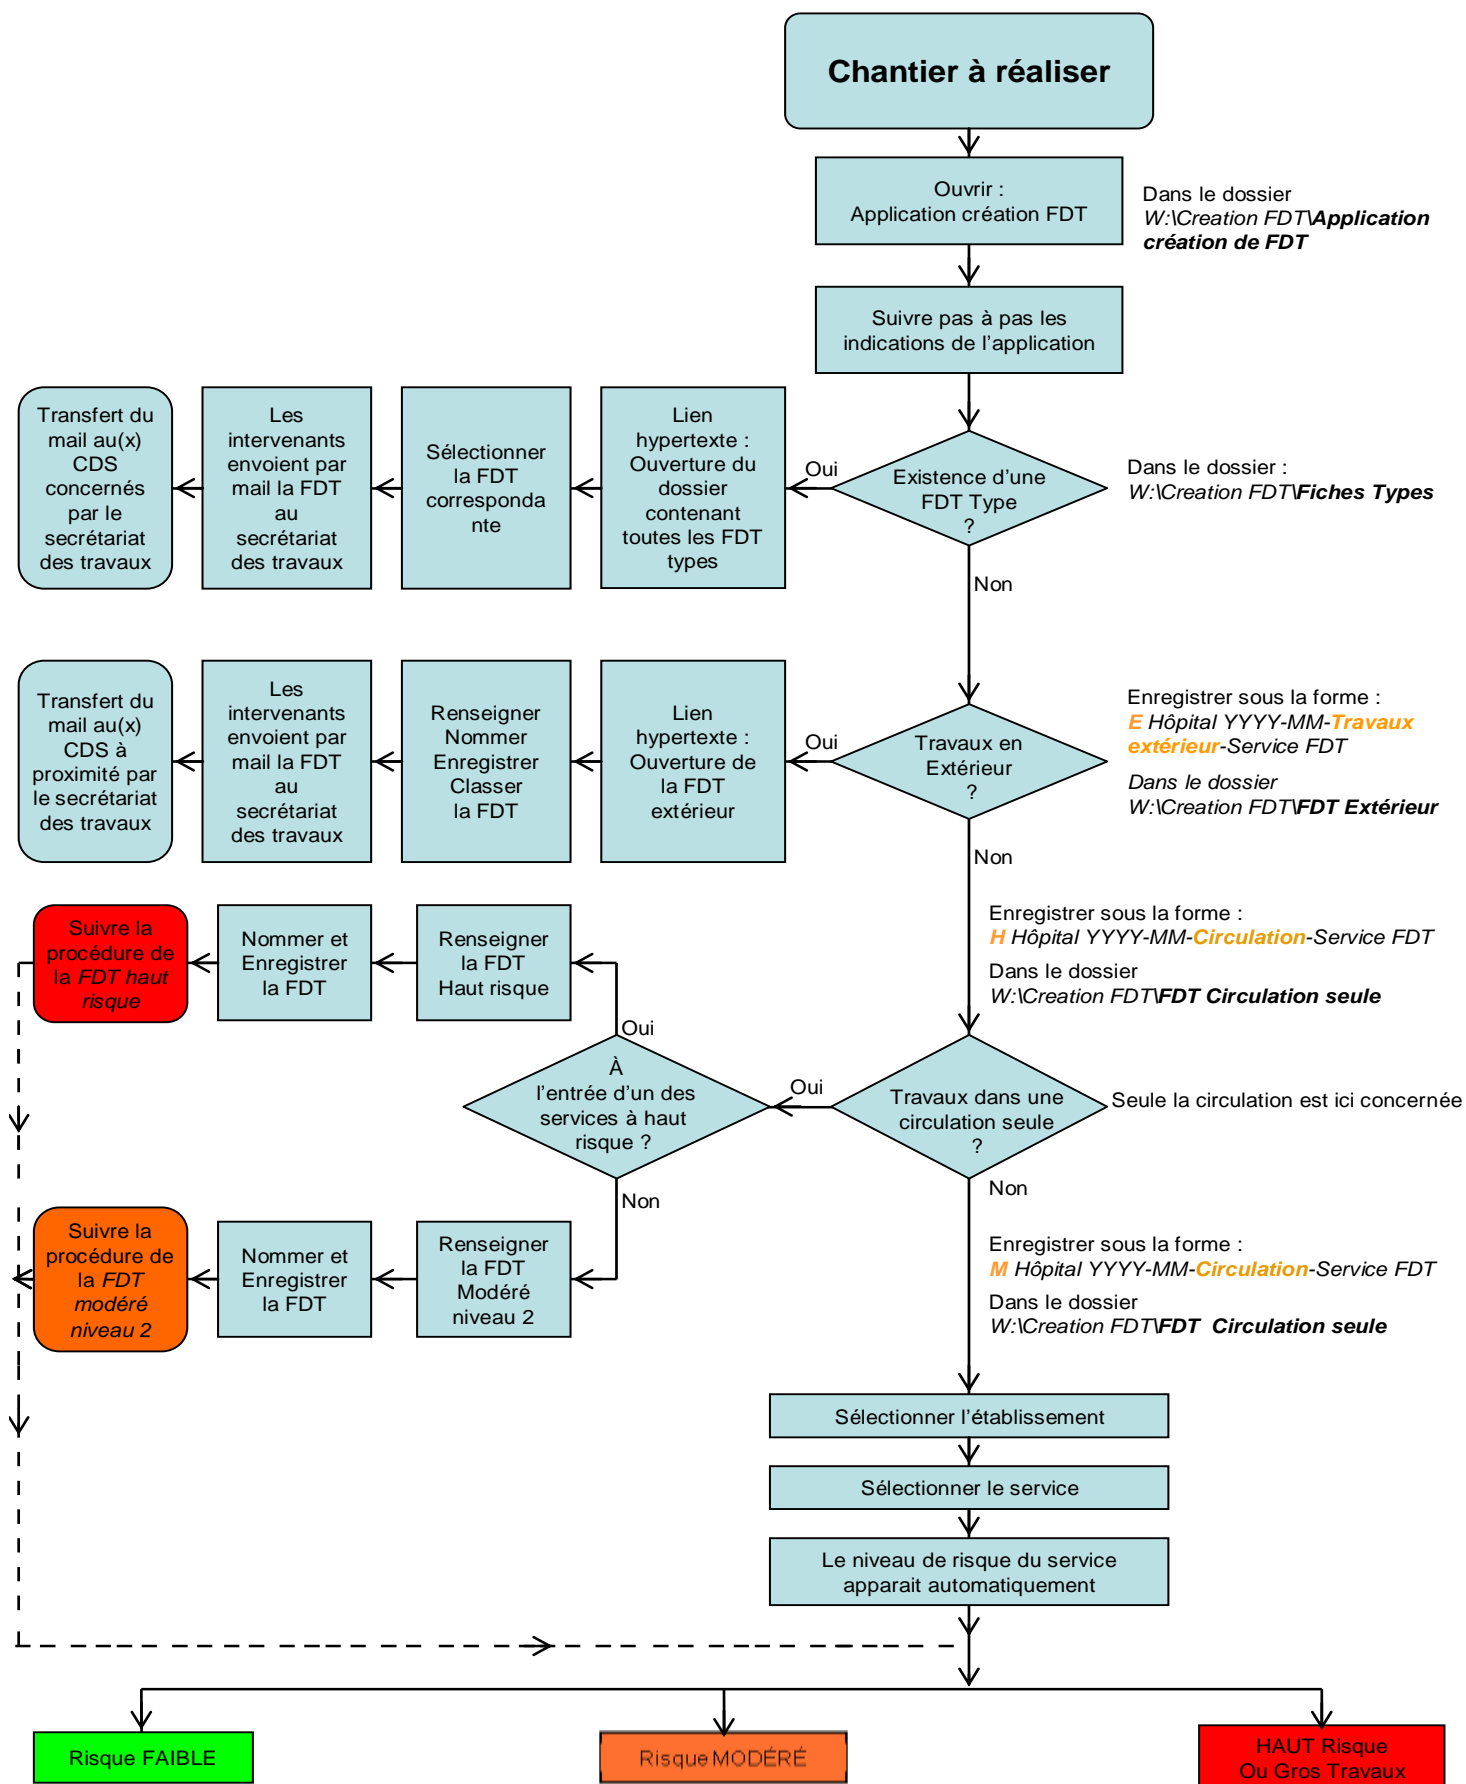 Chantier à réaliser
Ouvrir :
Application création FDT
Dans le dossier
W:\Creation FDT\Application
création de FDT
Suivre pas à pas les
indications de l'application
Transfert du
mail au(x)
CDS
concernés
par le
secrétariat
des travaux
Les
intervenants
envoient par
mail la FDT
au
secrétariat
des travaux
Sélectionner
la FDT
corresponda
nte
Lien
hypertexte :
Ouverture du
dossier
contenant
toutes les FDT
types
Oui
Existence d'une
FDT Type
?
Dans le dossier :
W:\Creation FDT\Fiches Types
Non
Transfert du
mail au(x)
CDS à
proximité par
le secrétariat
des travaux
Les
intervenants
envoient par
mail la FDT
au
secrétariat
des travaux
Renseigner
Nommer
Enregistrer
Classer
la FDT
Lien
hypertexte :
Ouverture de
la FDT
extérieur
Oui
Travaux en
Extérieur
?
Enregistrer sous la forme :
E Hôpital YYYY-MM-Travaux
extérieur-Service FDT
Dans le dossier
W:\Creation FDT\FDT Extérieur
Non
Suivre la
procédure de
la FDT haut
risque
Nommer et
Enregistrer
la FDT
Renseigner
la FDT
Haut risque
Enregistrer sous la forme :
H Hôpital YYYY-MM-Circulation-Service FDT
Dans le dossier
W:\Creation FDT\FDT Circulation seule
Oui
À
l'entrée d'un des
services à haut
risque ?
Oui
Travaux dans une
circulation seule
?
Seule la circulation est ici concernée
Non
Non
Suivre la
procédure de
la FDT
modéré
niveau 2
Nommer et
Enregistrer
la FDT
Renseigner
la FDT
Modéré
niveau 2
Enregistrer sous la forme :
M Hôpital YYYY-MM-Circulation-Service FDT
Dans le dossier
W:\Creation FDT\FDT  Circulation seule
Sélectionner l'établissement
Sélectionner le service
Le niveau de risque du service
apparait automatiquement
Risque FAIBLE
Risque MODÉRÉ
HAUT Risque
Ou Gros Travaux